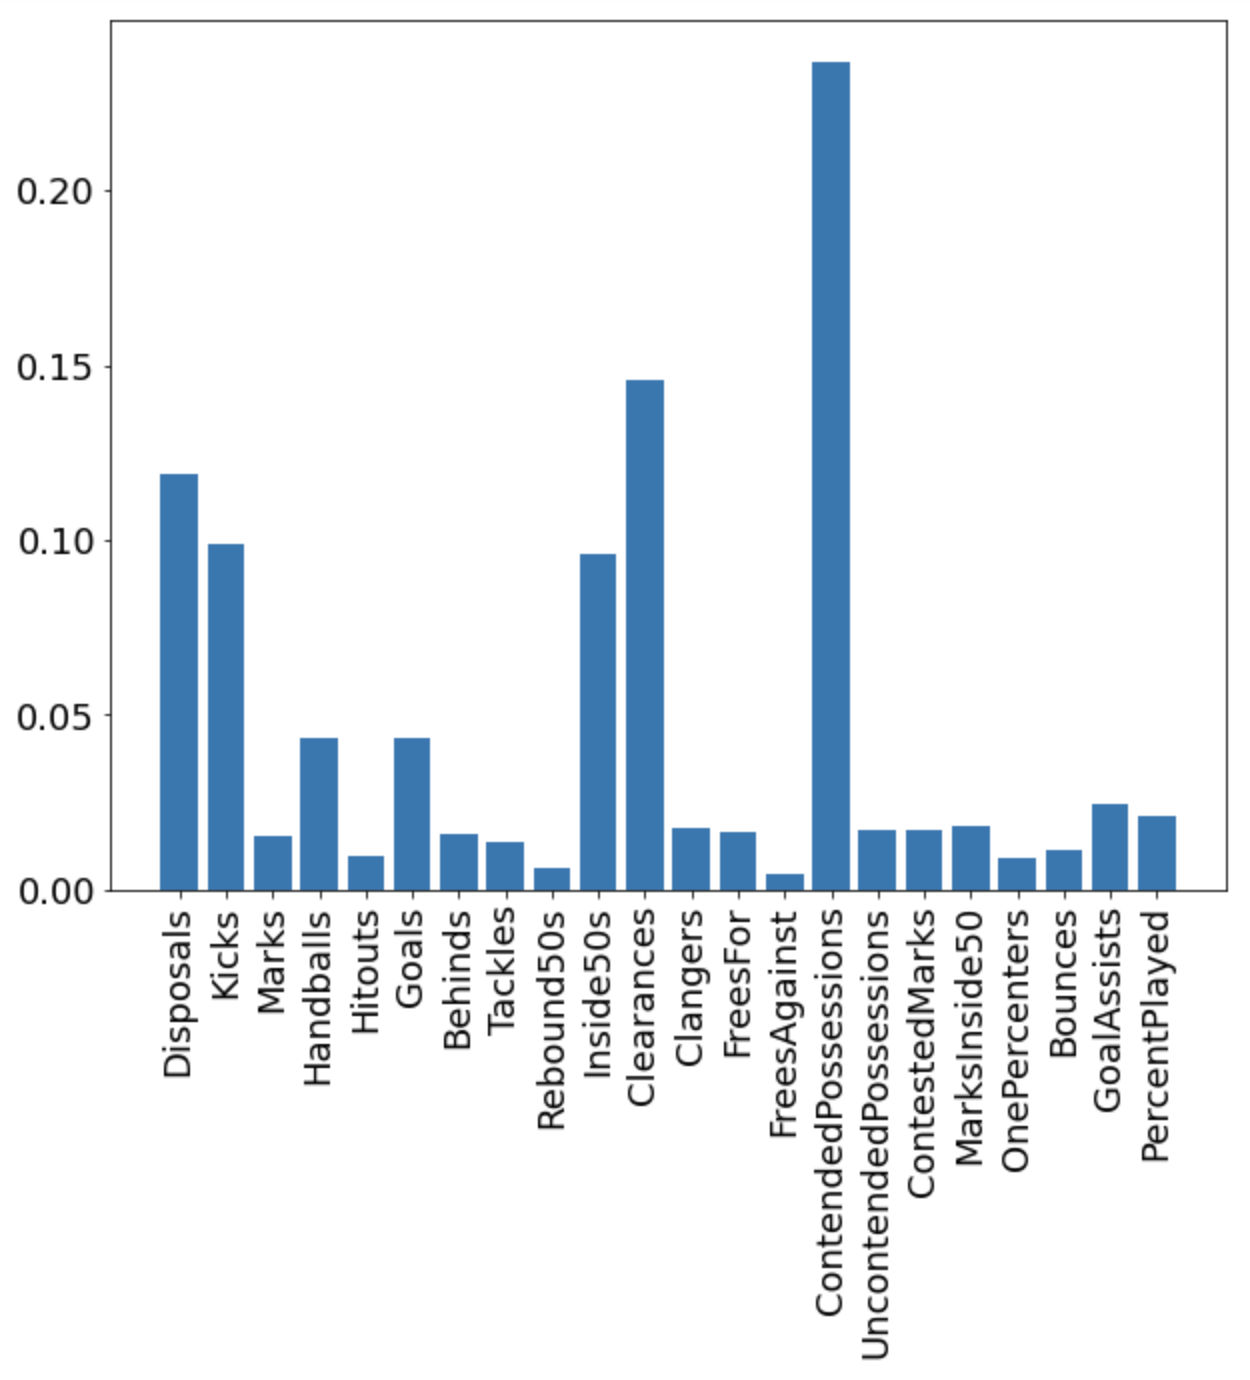 0.20
0.15
0.10
0.05
0.00
Disposals
Kicks
Marks
Handballs
Hitouts
Goals
Behinds
Tackles
Rebound50s
Inside50s
Clearances
Clangers
FreesFor
FreesAgainst
ContendedPossessions
UncontendedPossessions
ContestedMarks
MarksInside50
OnePercenters
Bounces
GoalAssists
PercentPlayed